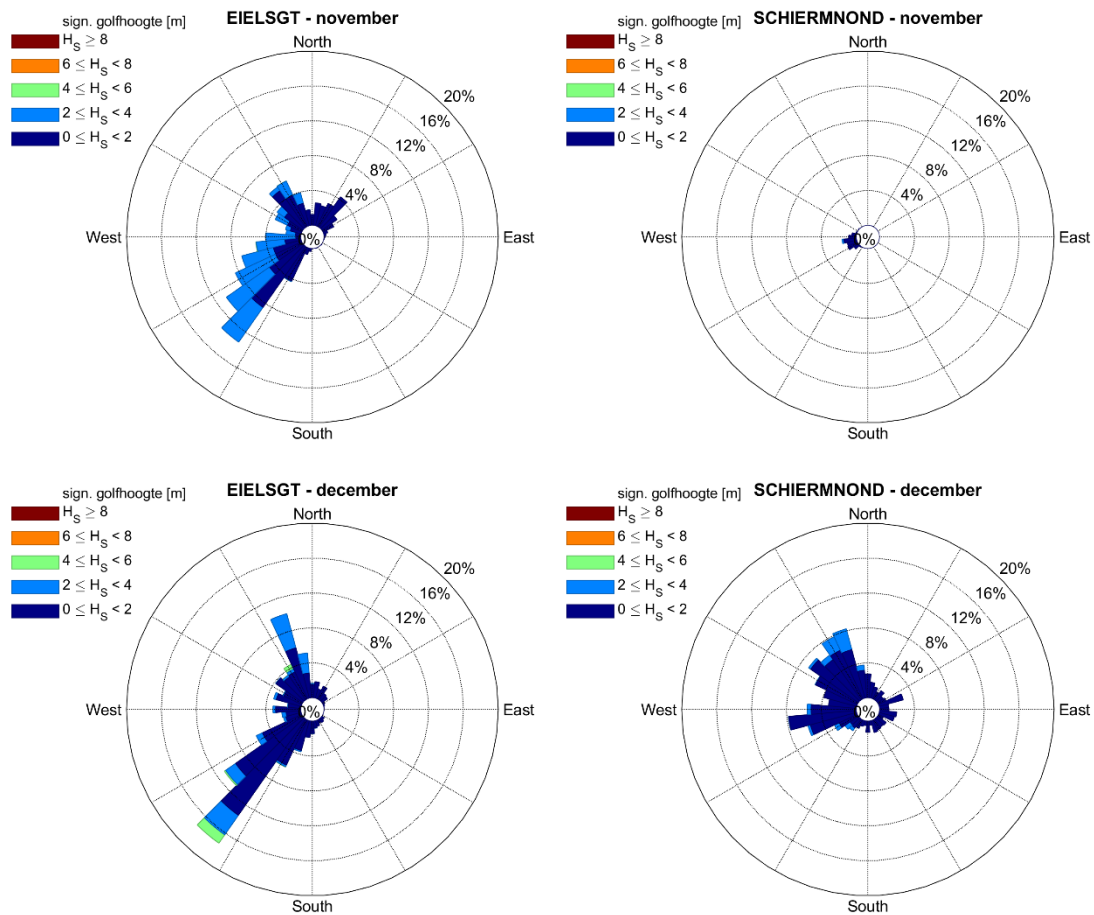 sign. golfhoogte [m]
EIELSGT - november
H_S ≥ 8
6 ≤ H_S < 8
4 ≤ H_S < 6
2 ≤ H_S < 4
0 ≤ H_S < 2
North
20%
16%
12%
8%
4%
0%
West
East
South
sign. golfhoogte [m]
SCHIERMNOND - november
H_S ≥ 8
6 ≤ H_S < 8
4 ≤ H_S < 6
2 ≤ H_S < 4
0 ≤ H_S < 2
North
20%
16%
12%
8%
4%
0%
West
East
South
sign. golfhoogte [m]
EIELSGT - december
H_S ≥ 8
6 ≤ H_S < 8
4 ≤ H_S < 6
2 ≤ H_S < 4
0 ≤ H_S < 2
North
20%
16%
12%
8%
4%
0%
West
East
South
sign. golfhoogte [m]
SCHIERMNOND - december
H_S ≥ 8
6 ≤ H_S < 8
4 ≤ H_S < 6
2 ≤ H_S < 4
0 ≤ H_S < 2
North
20%
16%
12%
8%
4%
0%
West
East
South